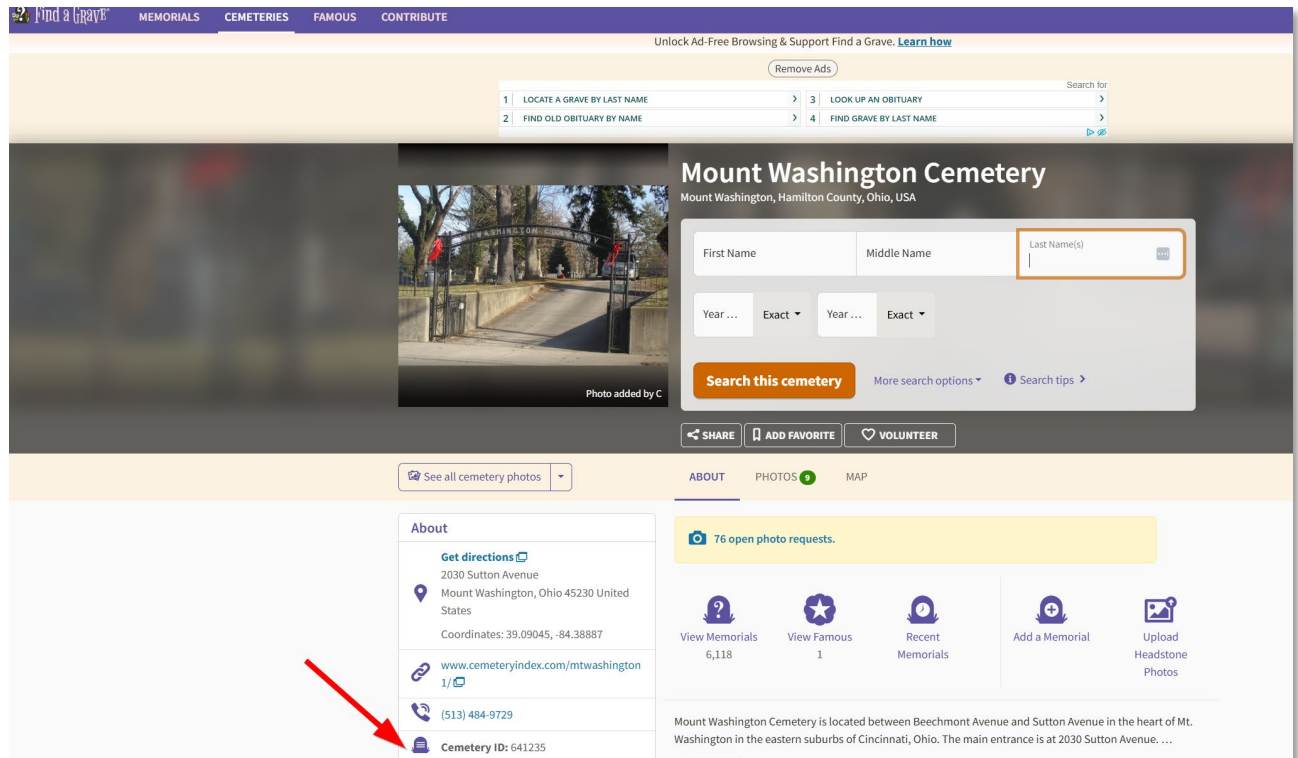 Find a Grave®
MEMORIALS
CEMETERIES
FAMOUS
CONTRIBUTE
Unlock Ad-Free Browsing & Support Find a Grave. Learn how
Remove Ads
Search for
1 LOCATE A GRAVE BY LAST NAME
2 FIND OLD OBITUARY BY NAME
3 LOOK UP AN OBITUARY
4 FIND GRAVE BY LAST NAME
MT WASHINGTON CEMETERY
Photo added by C
Mount Washington Cemetery
Mount Washington, Hamilton County, Ohio, USA
First Name
Middle Name
Last Name(s)
Year ...
Exact
Year ...
Exact
Search this cemetery
More search options
Search tips
SHARE
ADD FAVORITE
VOLUNTEER
See all cemetery photos
ABOUT
PHOTOS 9
MAP
About
Get directions
2030 Sutton Avenue
Mount Washington, Ohio 45230 United
States
Coordinates: 39.09045, -84.38887
www.cemeteryindex.com/mtwashington
1/
(513) 484-9729
Cemetery ID: 641235
76 open photo requests.
View Memorials
6,118
View Famous
1
Recent
Memorials
Add a Memorial
Upload
Headstone
Photos
Mount Washington Cemetery is located between Beechmont Avenue and Sutton Avenue in the heart of Mt.
Washington in the eastern suburbs of Cincinnati, Ohio. The main entrance is at 2030 Sutton Avenue. …